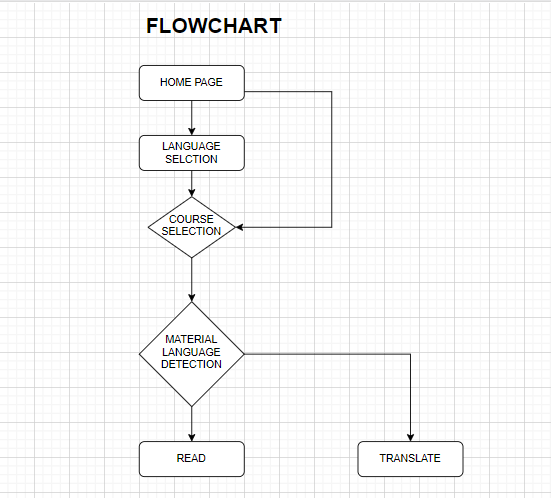 FLOWCHART
HOME PAGE
LANGUAGE
SELCTION
COURSE
SELECTION
MATERIAL
LANGUAGE
DETECTION
READ
TRANSLATE